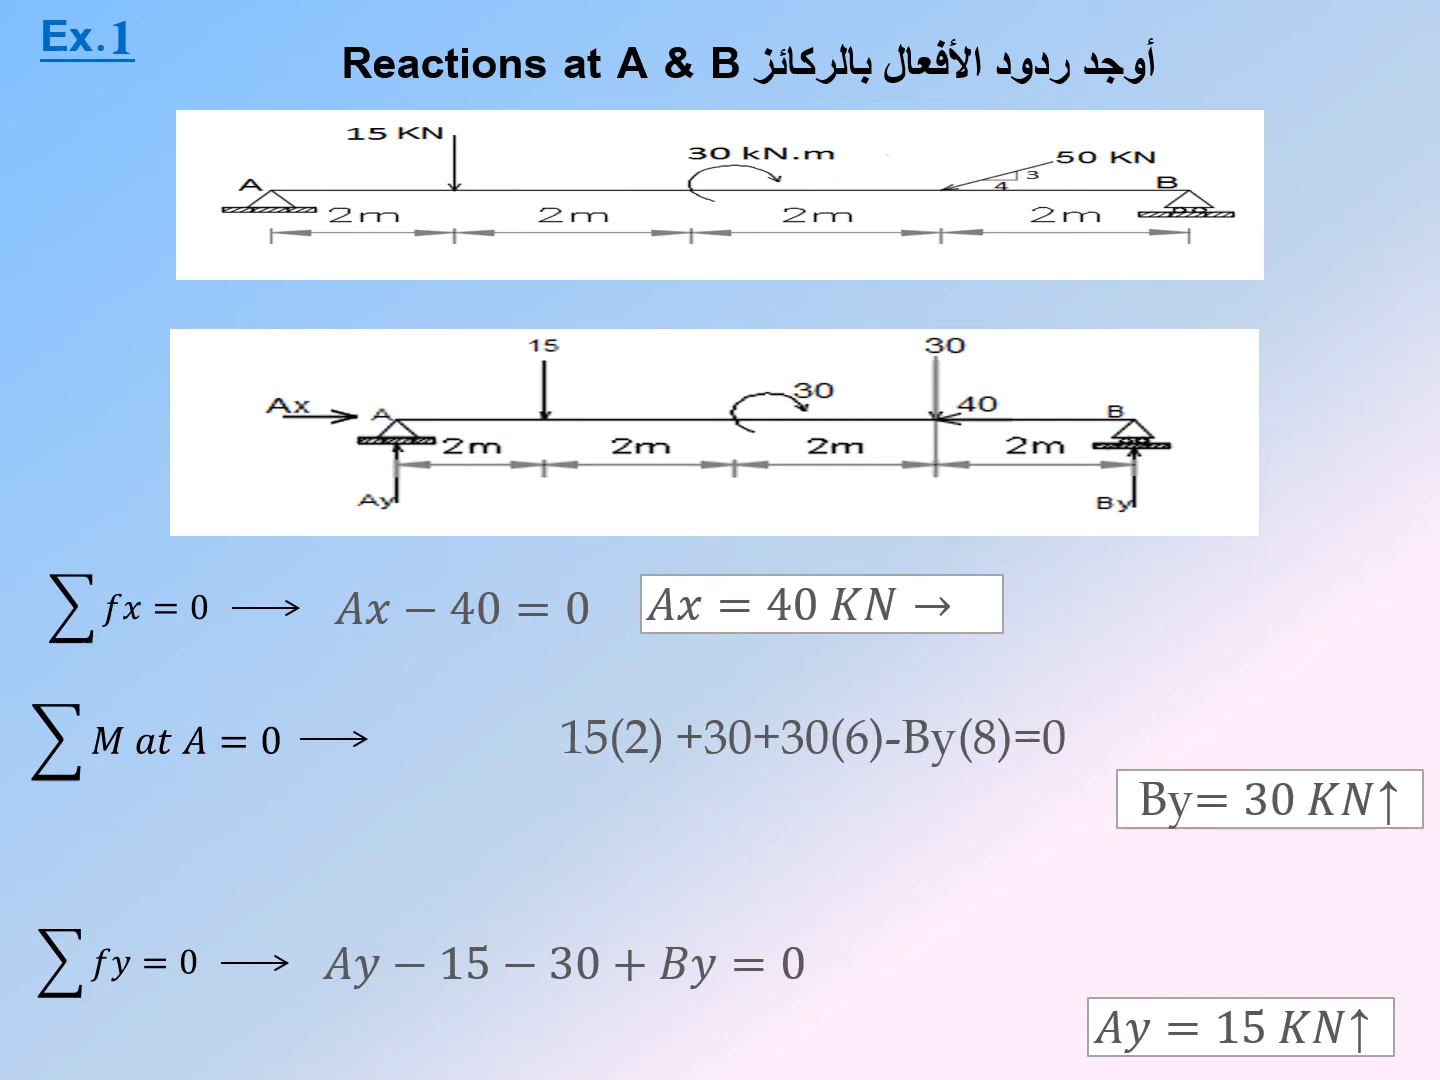 Ex.1
أوجد ردود الأفعال بالركائز Reactions at A & B
15 KN
30 kN.m
50 KN
3
4
A
B
2m 2m 2m 2m
15
30
30
40
Ax
A
B
2m 2m 2m 2m
Ay
By
∑ fx = 0 ⟶ Ax − 40 = 0 Ax = 40 KN →
∑ M at A = 0 ⟶ 15(2) +30+30(6)-By(8)=0
By= 30 KN↑
∑ fy = 0 ⟶ Ay − 15 − 30 + By = 0
Ay = 15 KN↑